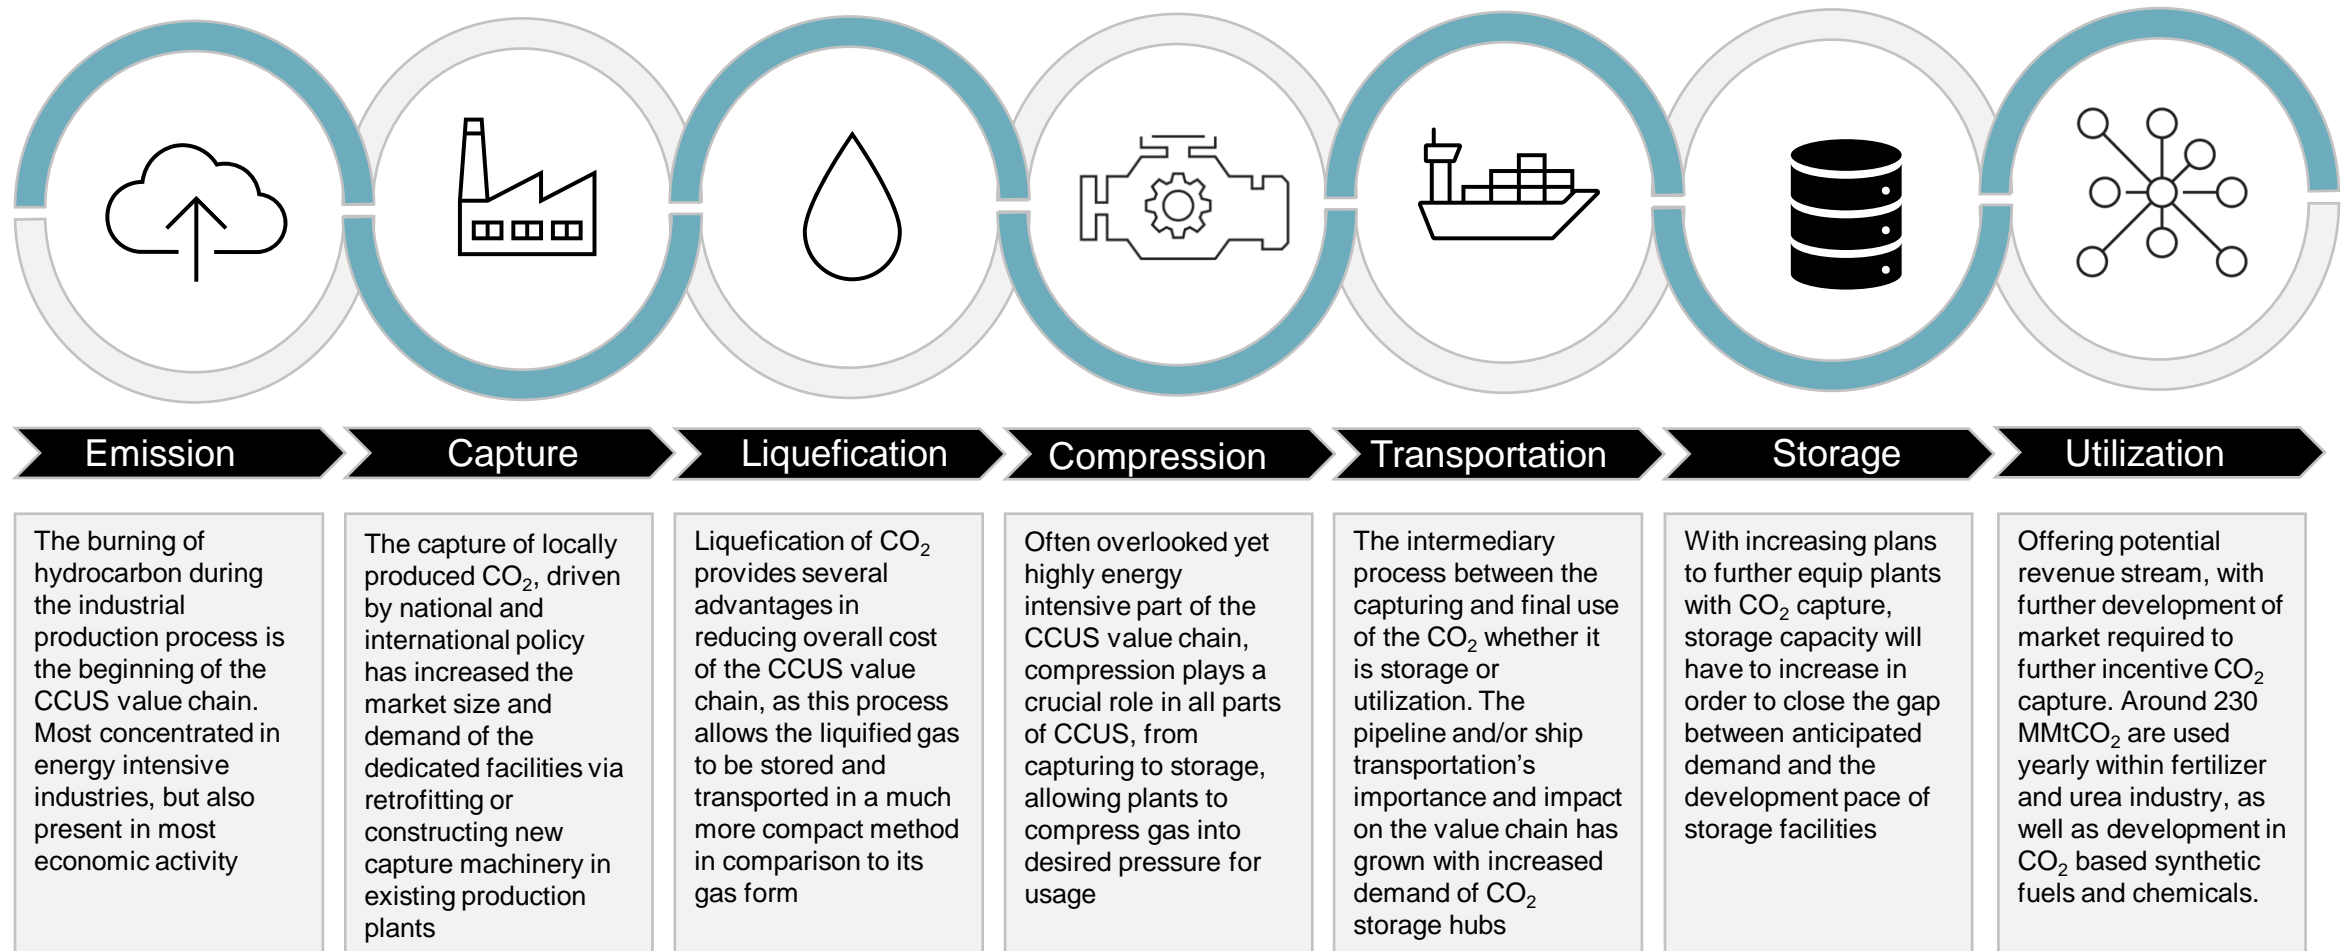 Emission
Capture
Liquefication
Compression
Transportation
Storage
Utilization
The burning of
hydrocarbon during
the industrial
production process is
the beginning of the
CCUS value chain.
Most concentrated in
energy intensive
industries, but also
present in most
economic activity
The capture of locally
produced CO₂, driven
by national and
international policy
has increased the
market size and
demand of the
dedicated facilities via
retrofitting or
constructing new
capture machinery in
existing production
plants
Liquefication of CO₂
provides several
advantages in
reducing overall cost
of the CCUS value
chain, as this process
allows the liquified gas
to be stored and
transported in a much
more compact method
in comparison to its
gas form
Often overlooked yet
highly energy
intensive part of the
CCUS value chain,
compression plays a
crucial role in all parts
of CCUS, from
capturing to storage,
allowing plants to
compress gas into
desired pressure for
usage
The intermediary
process between the
capturing and final use
of the CO₂ whether it
is storage or
utilization. The
pipeline and/or ship
transportation’s
importance and impact
on the value chain has
grown with increased
demand of CO₂
storage hubs
With increasing plans
to further equip plants
with CO₂ capture,
storage capacity will
have to increase in
order to close the gap
between anticipated
demand and the
development pace of
storage facilities
Offering potential
revenue stream, with
further development of
market required to
further incentive CO₂
capture. Around 230
MMtCO₂ are used
yearly within fertilizer
and urea industry, as
well as development in
CO₂ based synthetic
fuels and chemicals.